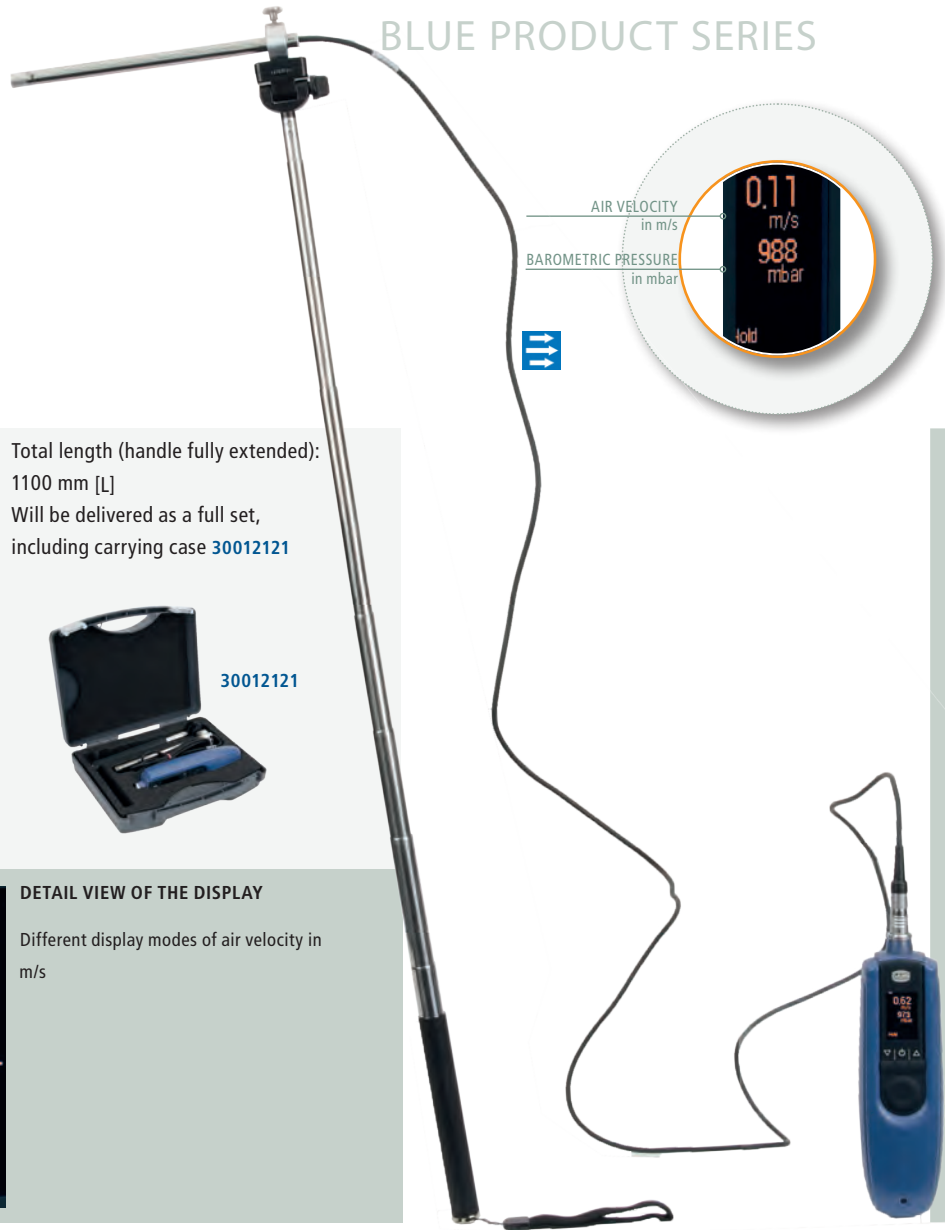 BLUE PRODUCT SERIES
AIR VELOCITY
in m/s
BAROMETRIC PRESSURE
in mbar
0.11
m/s
988
mbar
Hold
Total length (handle fully extended):
1100 mm [L]
Will be delivered as a full set,
including carrying case 30012121
30012121
DETAIL VIEW OF THE DISPLAY
Different display modes of air velocity in
m/s
0.62
m/s
973
mbar